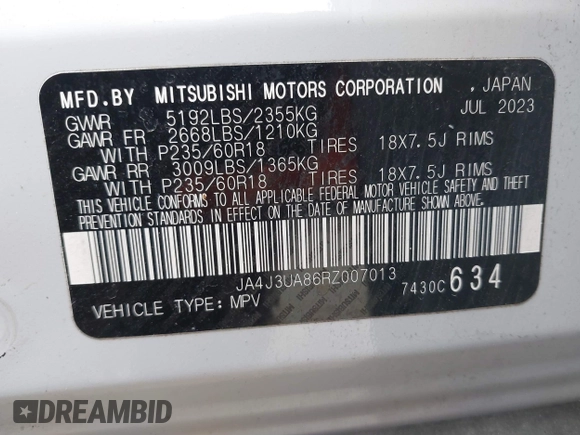 MFD.BY MITSUBISHI MOTORS CORPORATION , JAPAN
GVWR 5192LBS/2355KG JUL 2023
GAWR FR 2668LBS/1210KG
WITH P235/60R18 TIRES 18X7.5J RIMS
GAWR RR 3009LBS/1365KG
WITH P235/60R18 TIRES 18X7.5J RIMS
THIS VEHICLE CONFORMS TO ALL APPLICABLE FEDERAL MOTOR VEHICLE SAFETY AND THEFT
PREVENTION STANDARDS IN EFFECT ON THE DATE OF MANUFACTURE SHOWN ABOVE.
JA4J3UA86RZ007013
7430C 634
VEHICLE TYPE: MPV
DREAMBID